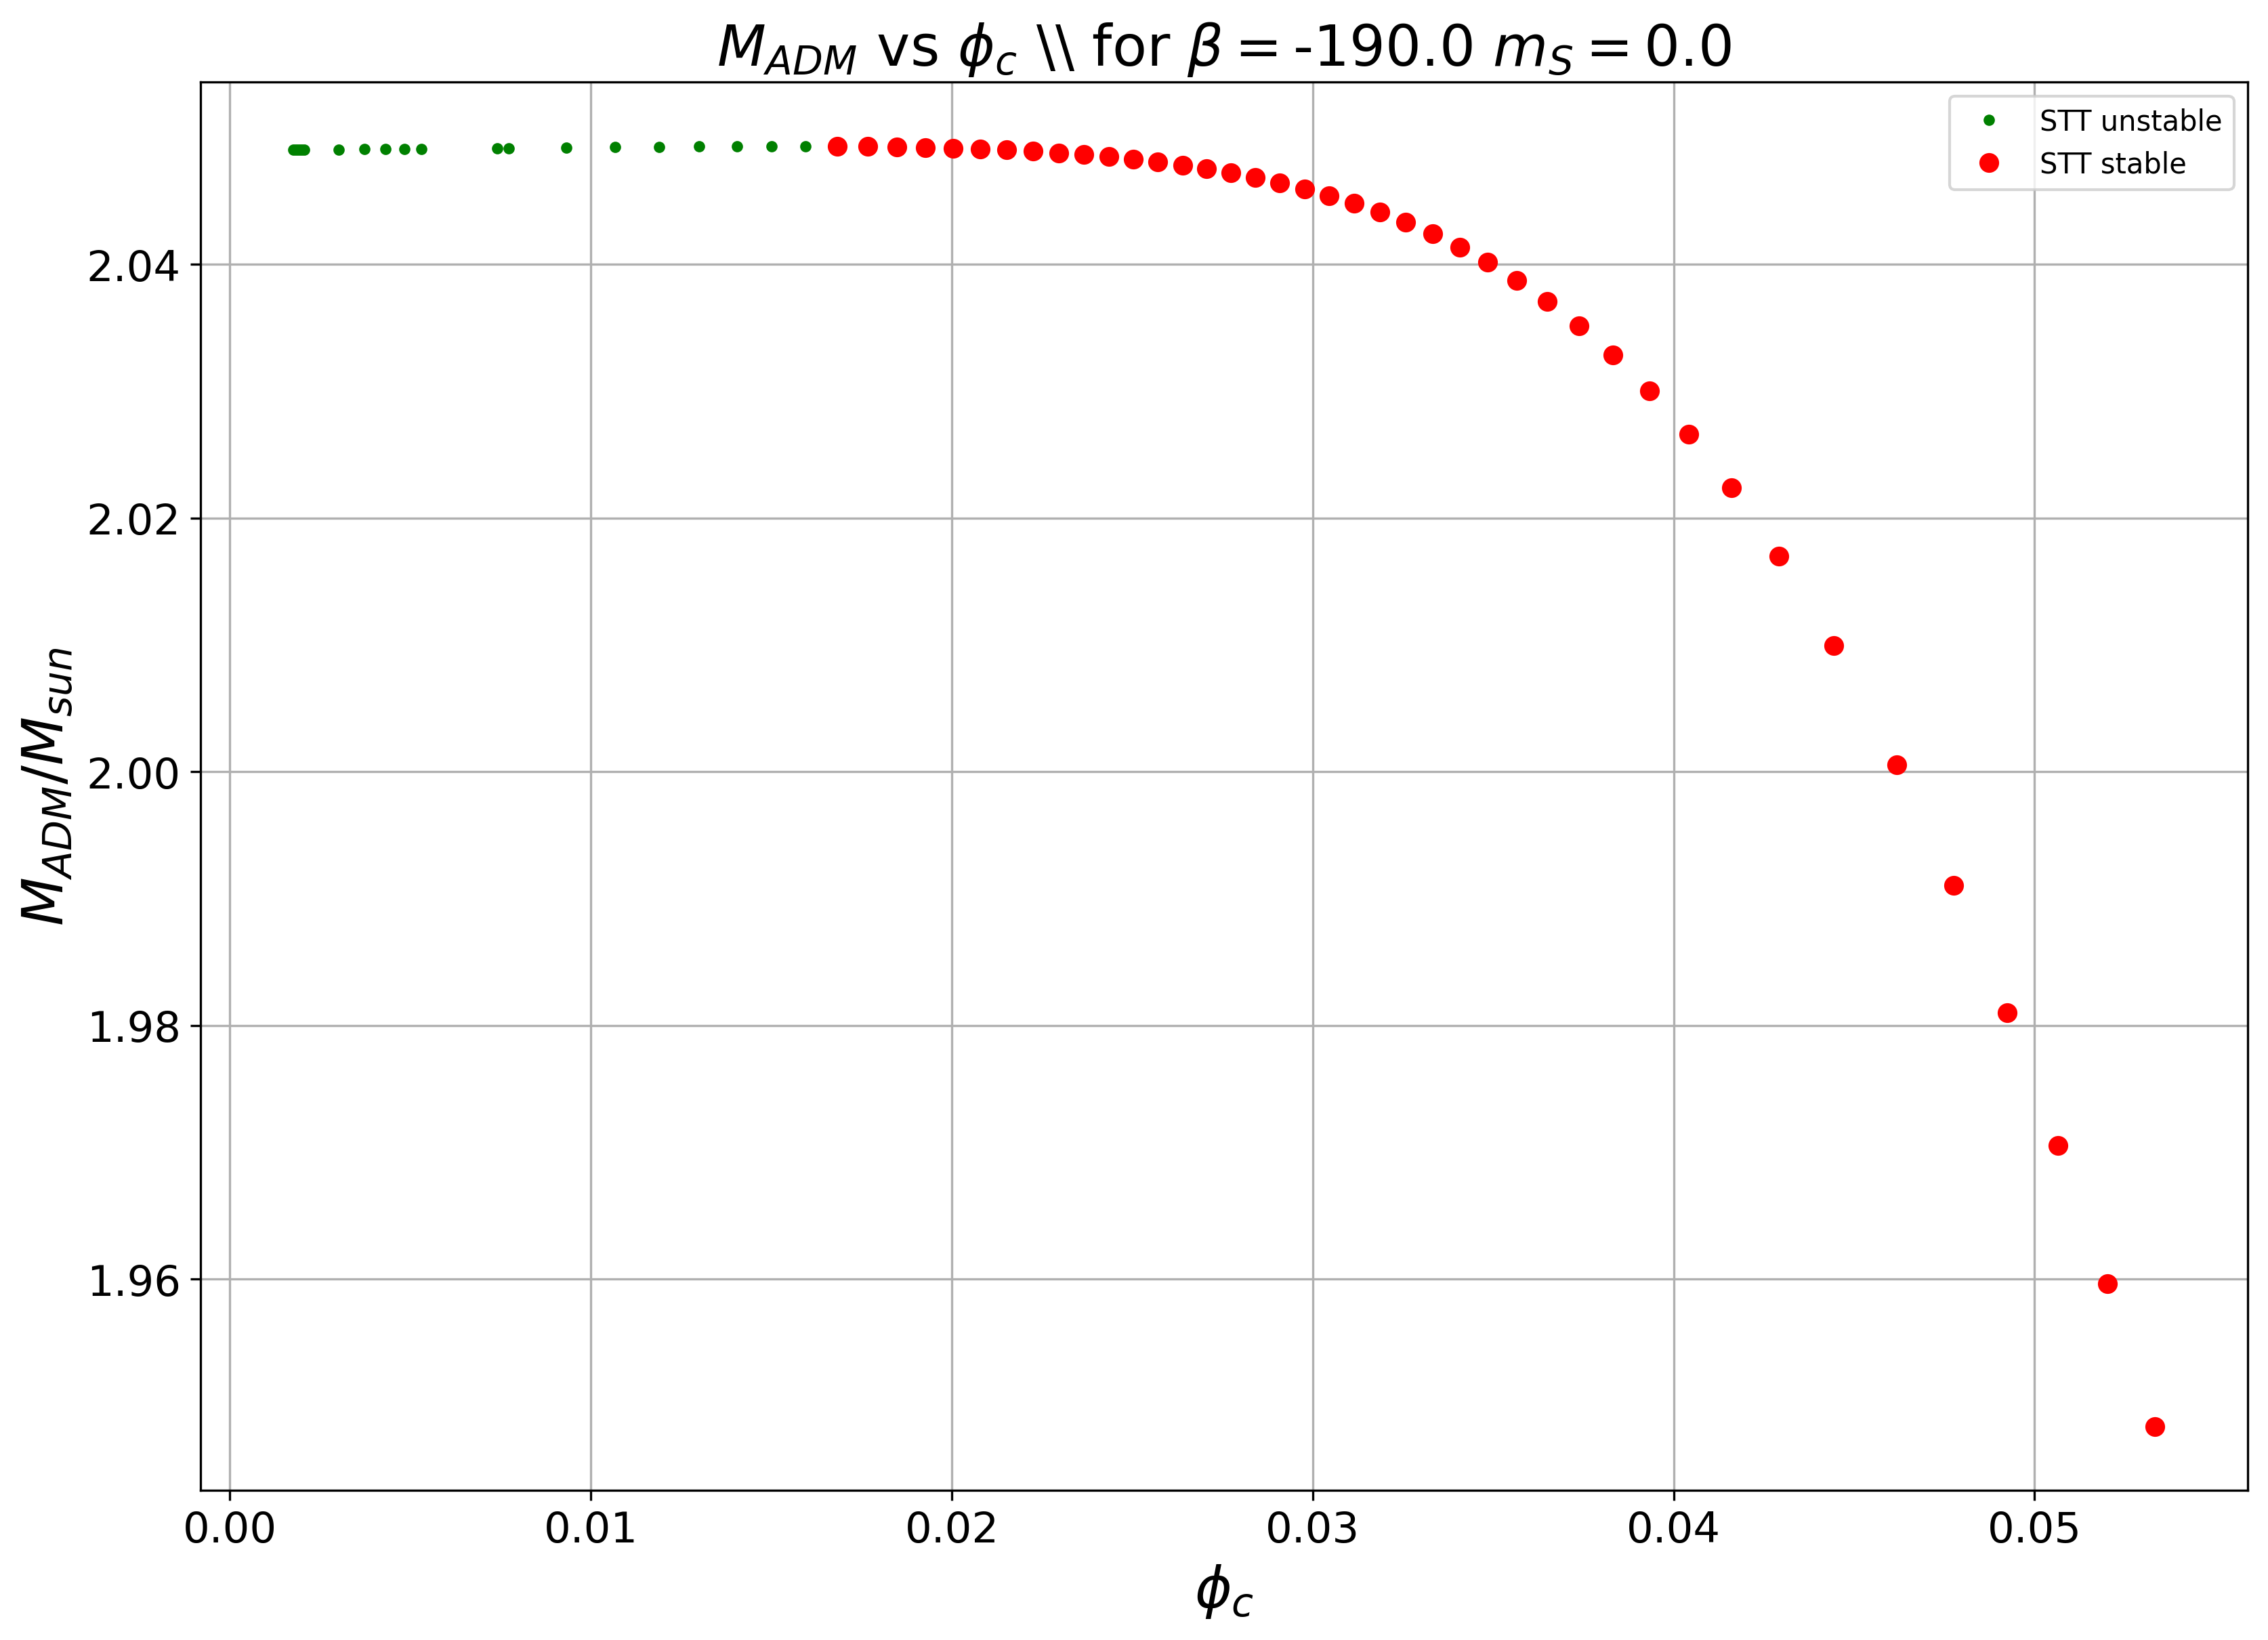 M_ADM vs ϕ_c \\ for β = -190.0 m_S = 0.0
STT unstable
STT stable
M_ADM/M_sun
2.04
2.02
2.00
1.98
1.96
0.00 0.01 0.02 0.03 0.04 0.05
ϕ_c